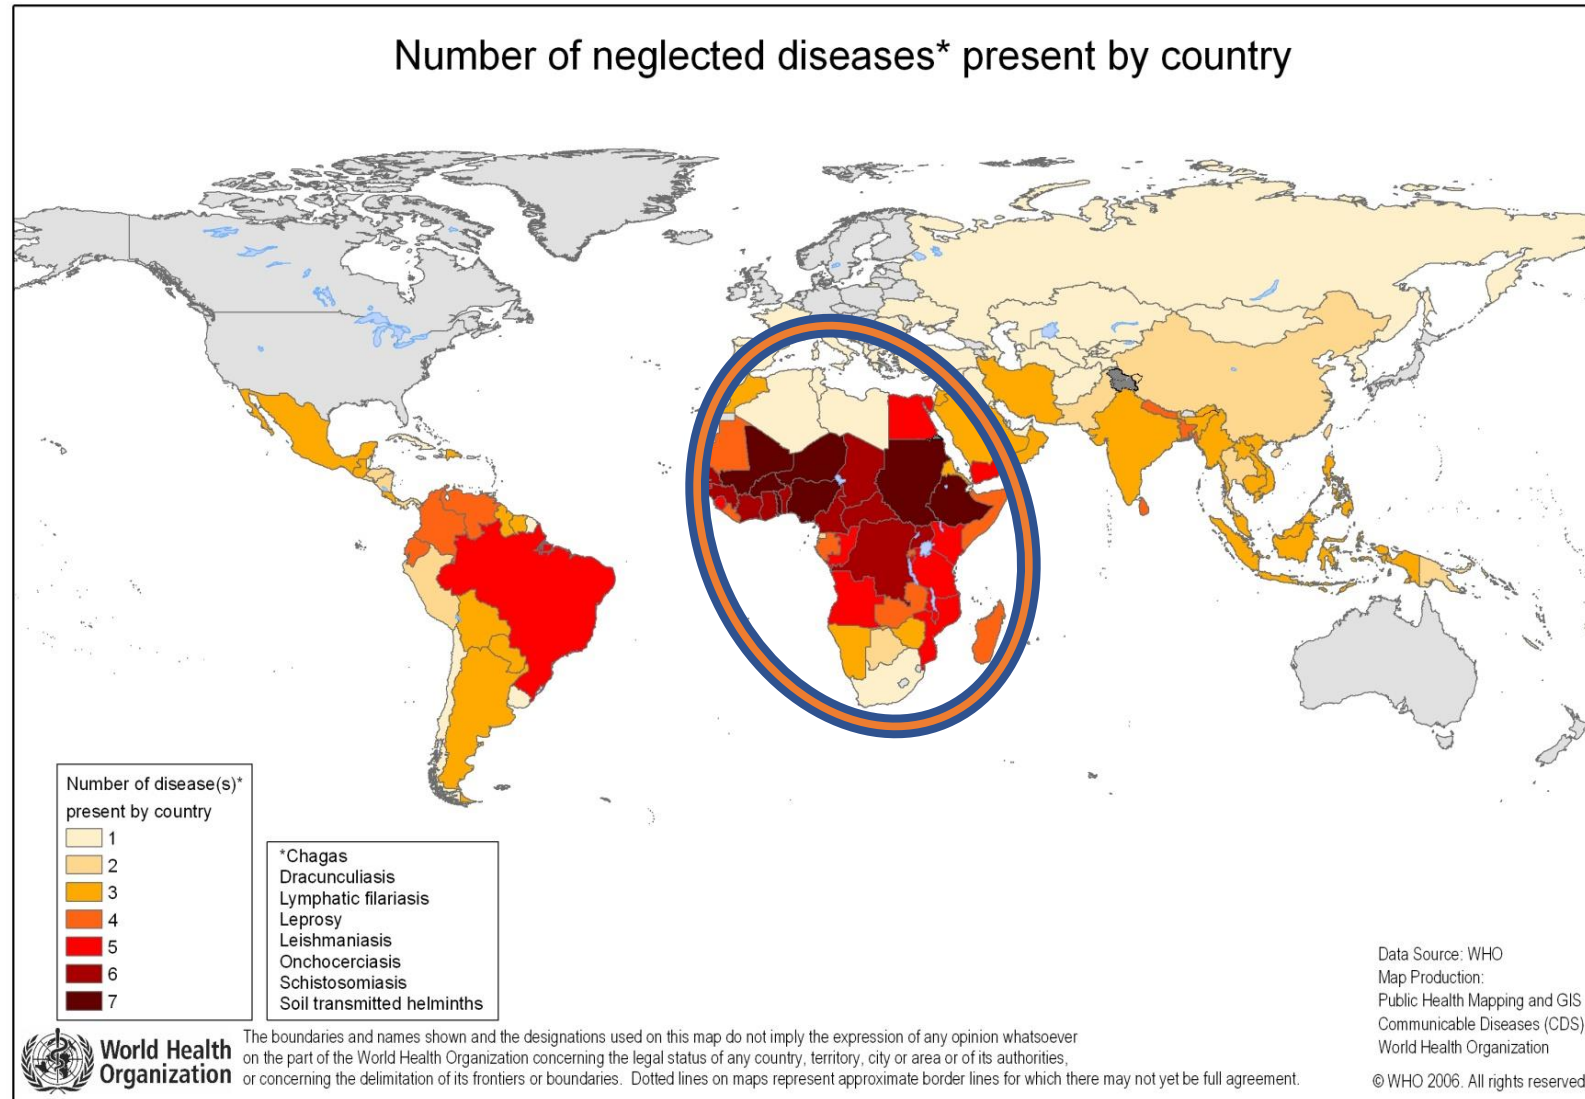 Number of neglected diseases* present by country
Number of disease(s)*
present by country
1
2
3
4
5
6
7
*Chagas
Dracunculiasis
Lymphatic filariasis
Leprosy
Leishmaniasis
Onchocerciasis
Schistosomiasis
Soil transmitted helminths
World Health
Organization
The boundaries and names shown and the designations used on this map do not imply the expression of any opinion whatsoever
on the part of the World Health Organization concerning the legal status of any country, territory, city or area or of its authorities,
or concerning the delimitation of its frontiers or boundaries. Dotted lines on maps represent approximate border lines for which there may not yet be full agreement.
Data Source: WHO
Map Production:
Public Health Mapping and GIS
Communicable Diseases (CDS)
World Health Organization
© WHO 2006. All rights reserved